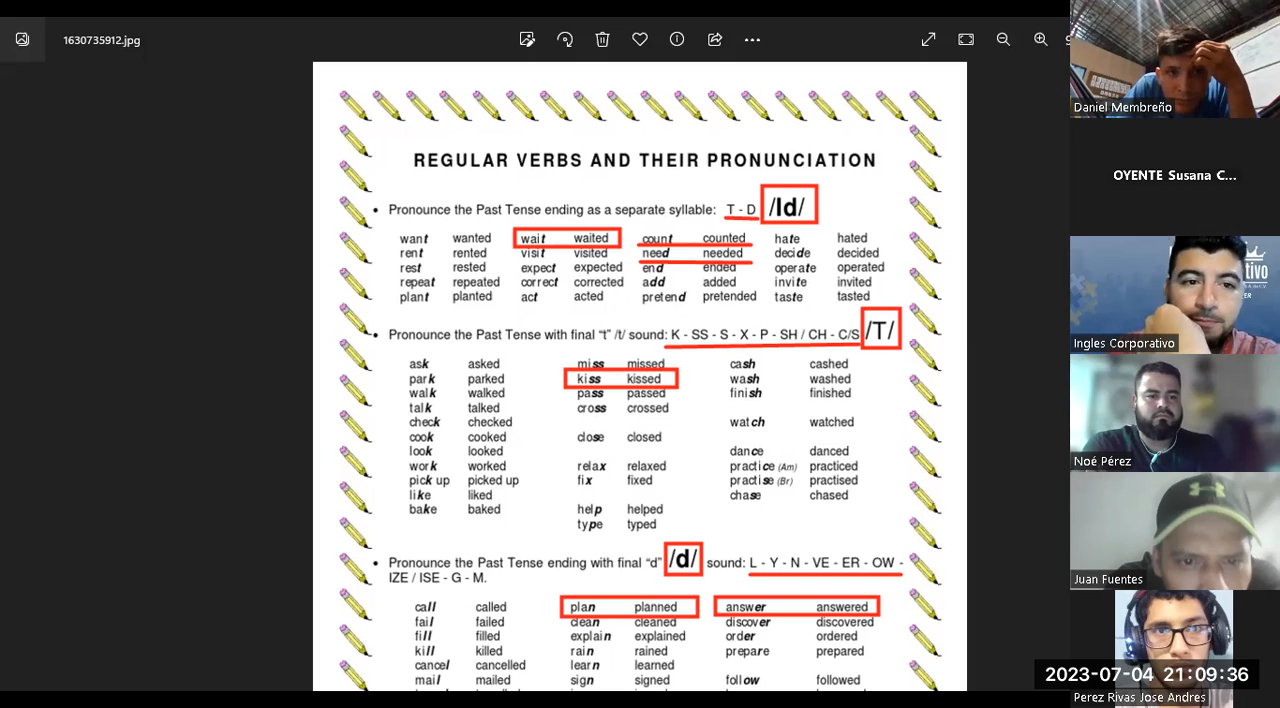 1630735912.jpg
REGULAR VERBS AND THEIR PRONUNCIATION
• Pronounce the Past Tense ending as a separate syllable: T - D /Id/
want wanted wait waited count counted hate hated
rent rented visit visited need needed decide decided
rest rested expect expected end ended operate operated
repeat repeated correct corrected add added invite invited
plant planted act acted pretend pretended taste tasted
• Pronounce the Past Tense with final “t” /t/ sound: K - SS - S - X - P - SH / CH - C/S /T/
ask asked miss missed cash cashed
park parked kiss kissed wash washed
walk walked pass passed finish finished
talk talked cross crossed
check checked watch watched
cook cooked close closed
look looked dance danced
work worked relax relaxed practice (Am) practiced
pick up picked up fix fixed practise (Br) practised
like liked chase chased
bake baked help helped
type typed
• Pronounce the Past Tense ending with final “d” /d/ sound: L - Y - N - VE - ER - OW -
IZE / ISE - G - M.
call called plan planned answer answered
fail failed clean cleaned discover discovered
fill filled explain explained order ordered
kill killed rain rained prepare prepared
cancel cancelled learn learned
mail mailed sign signed follow followed
Daniel Membreño
OYENTE Susana C...
tivo
ER
Ingles Corporativo
Noé Pérez
Juan Fuentes
2023-07-04 21:09:36
Perez Rivas Jose Andres